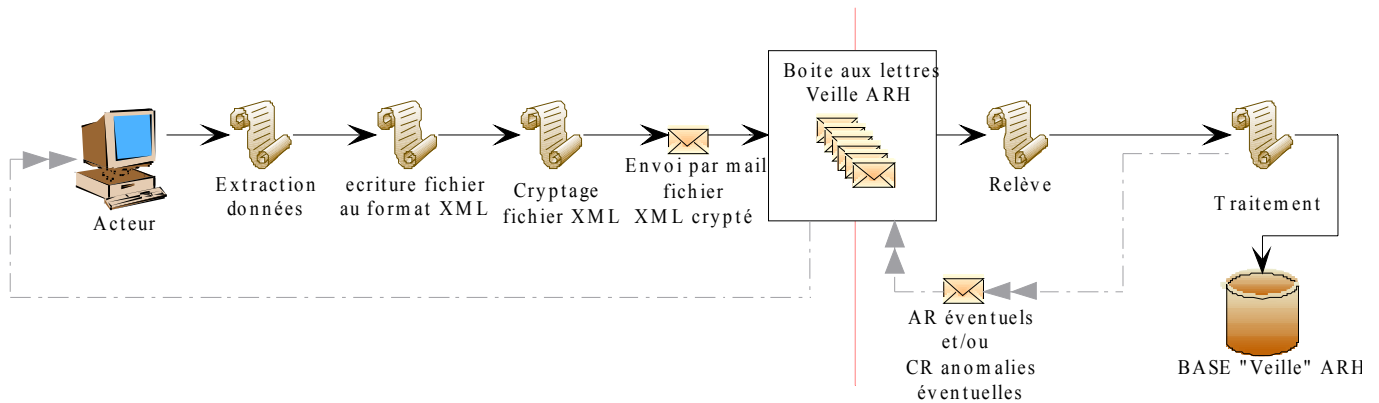 Boite aux lettres
Veille ARH
Acteur
Extraction
données
ecriture fichier
au format XML
Cryptage
fichier XML
Envoi par mail
fichier
XML crypté
Relève
Traitement
AR éventuels
et/ou
CR anomalies
éventuelles
BASE "Veille" ARH